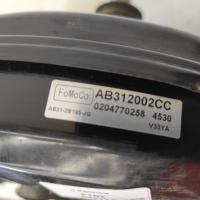 FoMoCo
AB312002CC
0204770258 4530
AB31-2B195-JG
V33YA